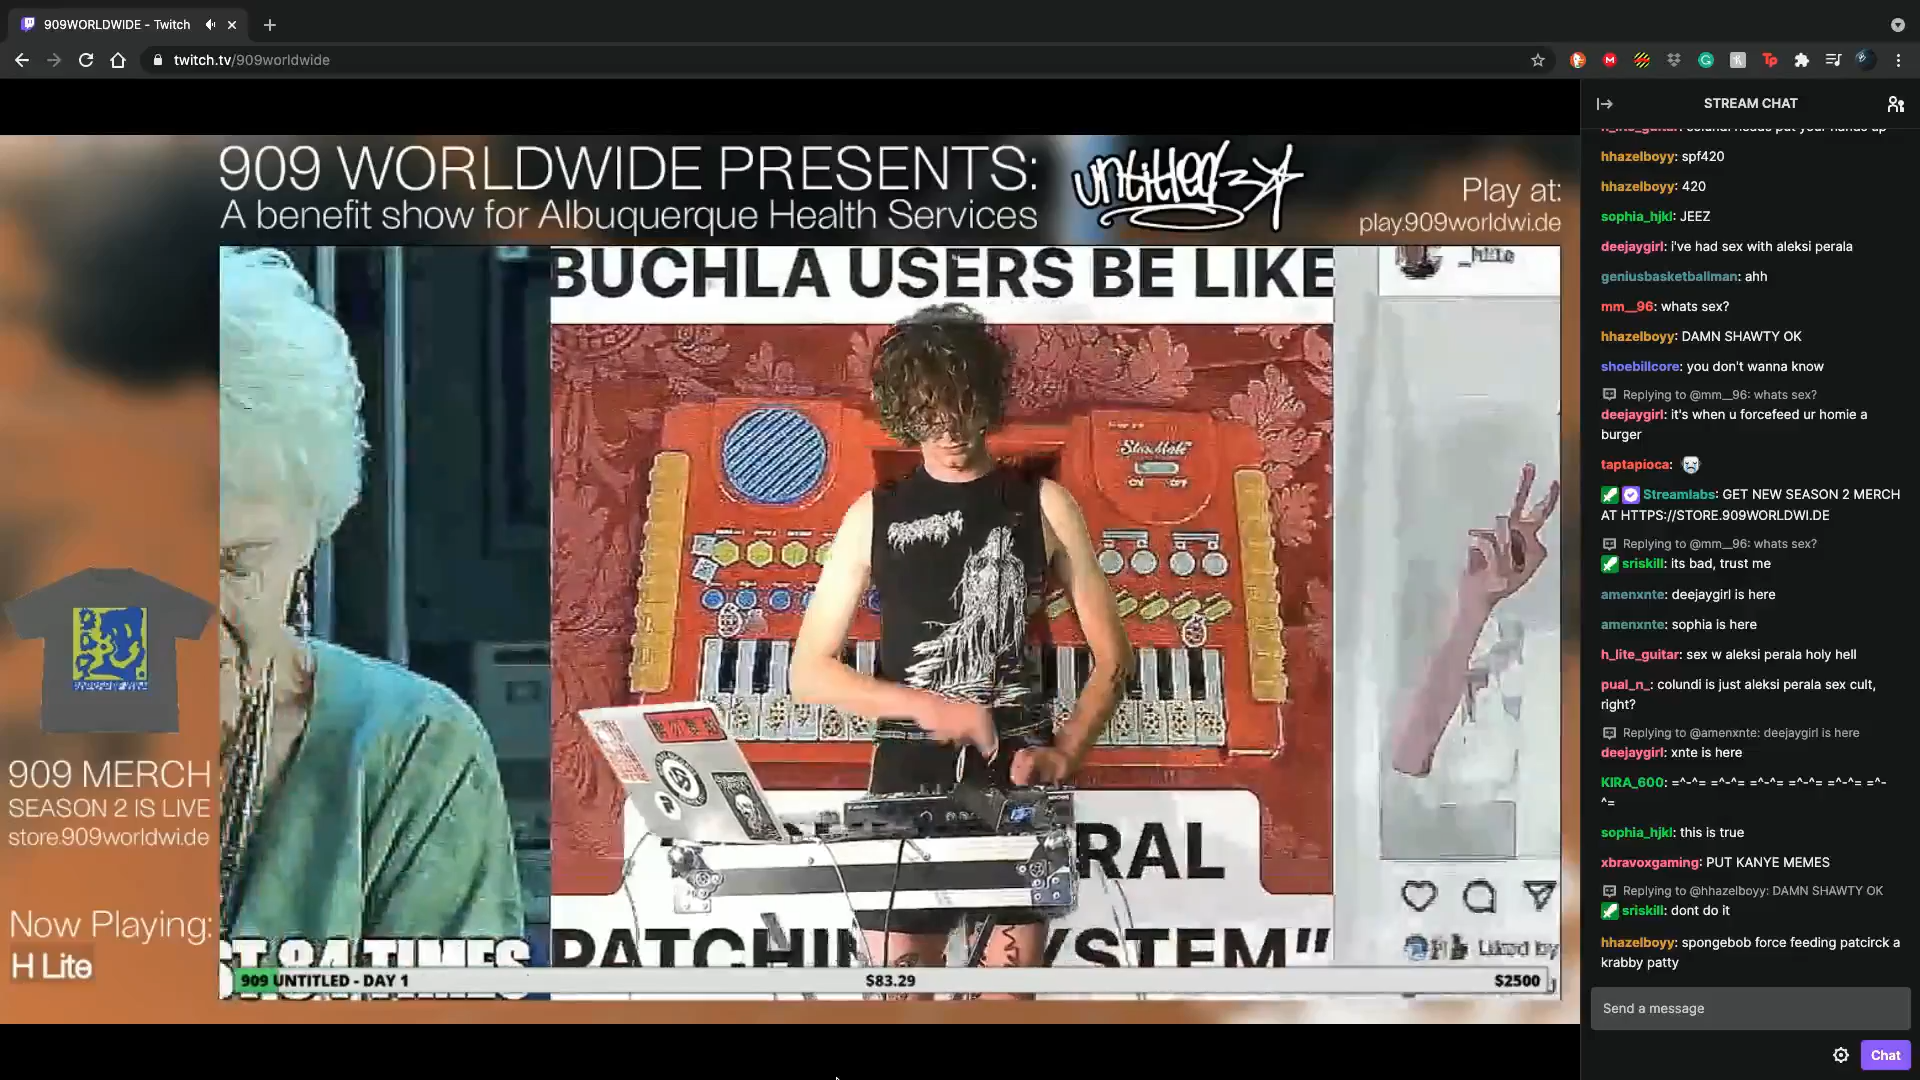 909WORLDWIDE - Twitch
twitch.tv/909worldwide
STREAM CHAT
909 WORLDWIDE PRESENTS:
A benefit show for Albuquerque Health Services
untitled3
Play at:
play.909worldwi.de
BUCHLA USERS BE LIKE
RAL
909 MERCH
SEASON 2 IS LIVE
store.909worldwi.de
Now Playing:
H Lite
909 UNTITLED - DAY 1
$83.29
$2500
hhazelboyy: spf420
hhazelboyy: 420
sophia_hjkl: JEEZ
deejaygirl: i've had sex with aleksi perala
geniusbasketballman: ahh
mm__96: whats sex?
hhazelboyy: DAMN SHAWTY OK
shoebillcore: you don't wanna know
Replying to @mm__96: whats sex?
deejaygirl: it's when u forcefeed ur homie a
burger
taptapioca:
Streamlabs: GET NEW SEASON 2 MERCH
AT HTTPS://STORE.909WORLDWI.DE
Replying to @mm__96: whats sex?
sriskill: its bad, trust me
amenxnte: deejaygirl is here
amenxnte: sophia is here
h_lite_guitar: sex w aleksi perala holy hell
pual_n_: colundi is just aleksi perala sex cult,
right?
Replying to @amenxnte: deejaygirl is here
deejaygirl: xnte is here
KIRA_600: =^-^= =^-^= =^-^= =^-^= =^-^= =^-
^=
sophia_hjkl: this is true
xbravoxgaming: PUT KANYE MEMES
Replying to @hhazelboyy: DAMN SHAWTY OK
sriskill: dont do it
hhazelboyy: spongebob force feeding patcirck a
krabby patty
Send a message
Chat